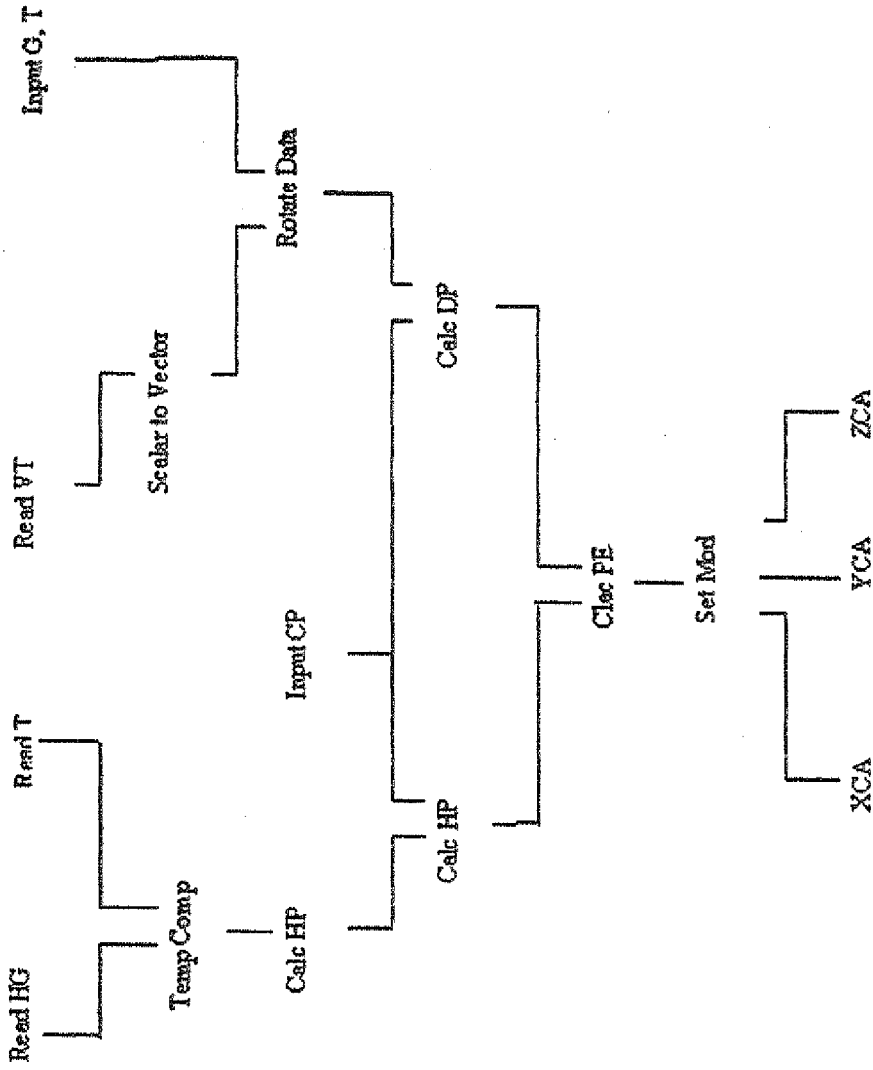 Read HG
Read T
Read VT
Input G, T
Temp Comp
Scalar to Vector
Calc HP
Input CP
Rotate Data
Calc HP
Calc DP
Clac PE
Set Mod
XCA
YCA
ZCA